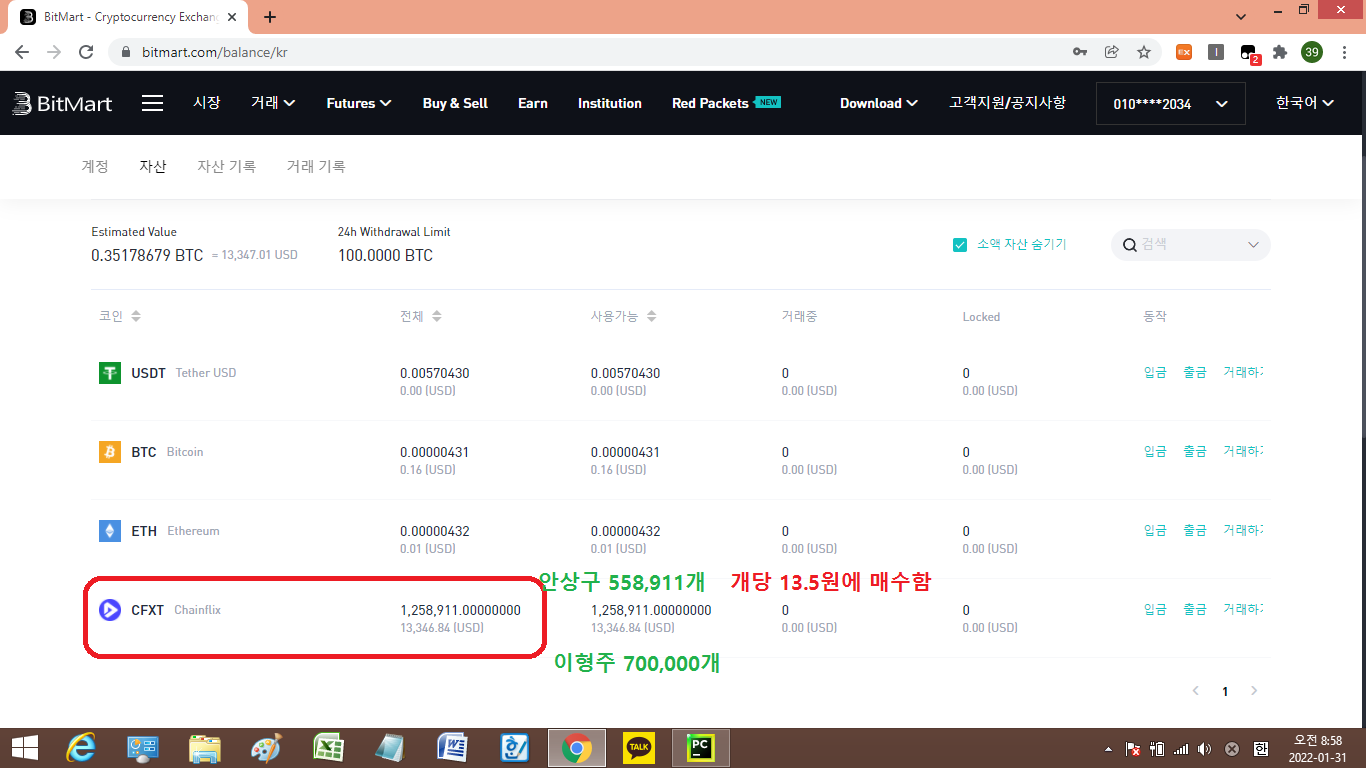 BitMart - Cryptocurrency Exchan
bitmart.com/balance/kr
39
2
BitMart 시장 거래 Futures Buy & Sell Earn Institution Red Packets NEW Download 고객지원/공지사항 010****2034 한국어
계정 자산 자산 기록 거래 기록
Estimated Value 24h Withdrawal Limit
0.35178679 BTC = 13,347.01 USD 100.0000 BTC 소액 자산 숨기기 검색
코인 전체 사용가능 거래중 Locked 동작
USDT Tether USD 0.00570430 0.00570430 0 0 입금 출금 거래하기
0.00 (USD) 0.00 (USD) 0.00 (USD) 0.00 (USD)
BTC Bitcoin 0.00000431 0.00000431 0 0 입금 출금 거래하기
0.16 (USD) 0.16 (USD) 0.00 (USD) 0.00 (USD)
ETH Ethereum 0.00000432 0.00000432 0 0 입금 출금 거래하기
0.01 (USD) 0.01 (USD) 0.00 (USD) 0.00 (USD)
안상구 558,911개 개당 13.5원에 매수함
CFXT Chainflix 1,258,911.00000000 1,258,911.00000000 0 0 입금 출금 거래하기
13,346.84 (USD) 13,346.84 (USD) 0.00 (USD) 0.00 (USD)
이형주 700,000개
1
TALK PC 한 오전 8:58
2022-01-31